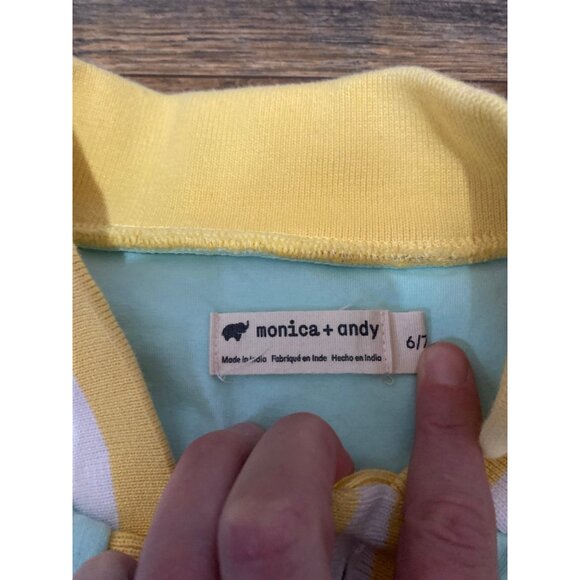 monica + andy
6/7
Made in India Fabriqué en Inde Hecho en India